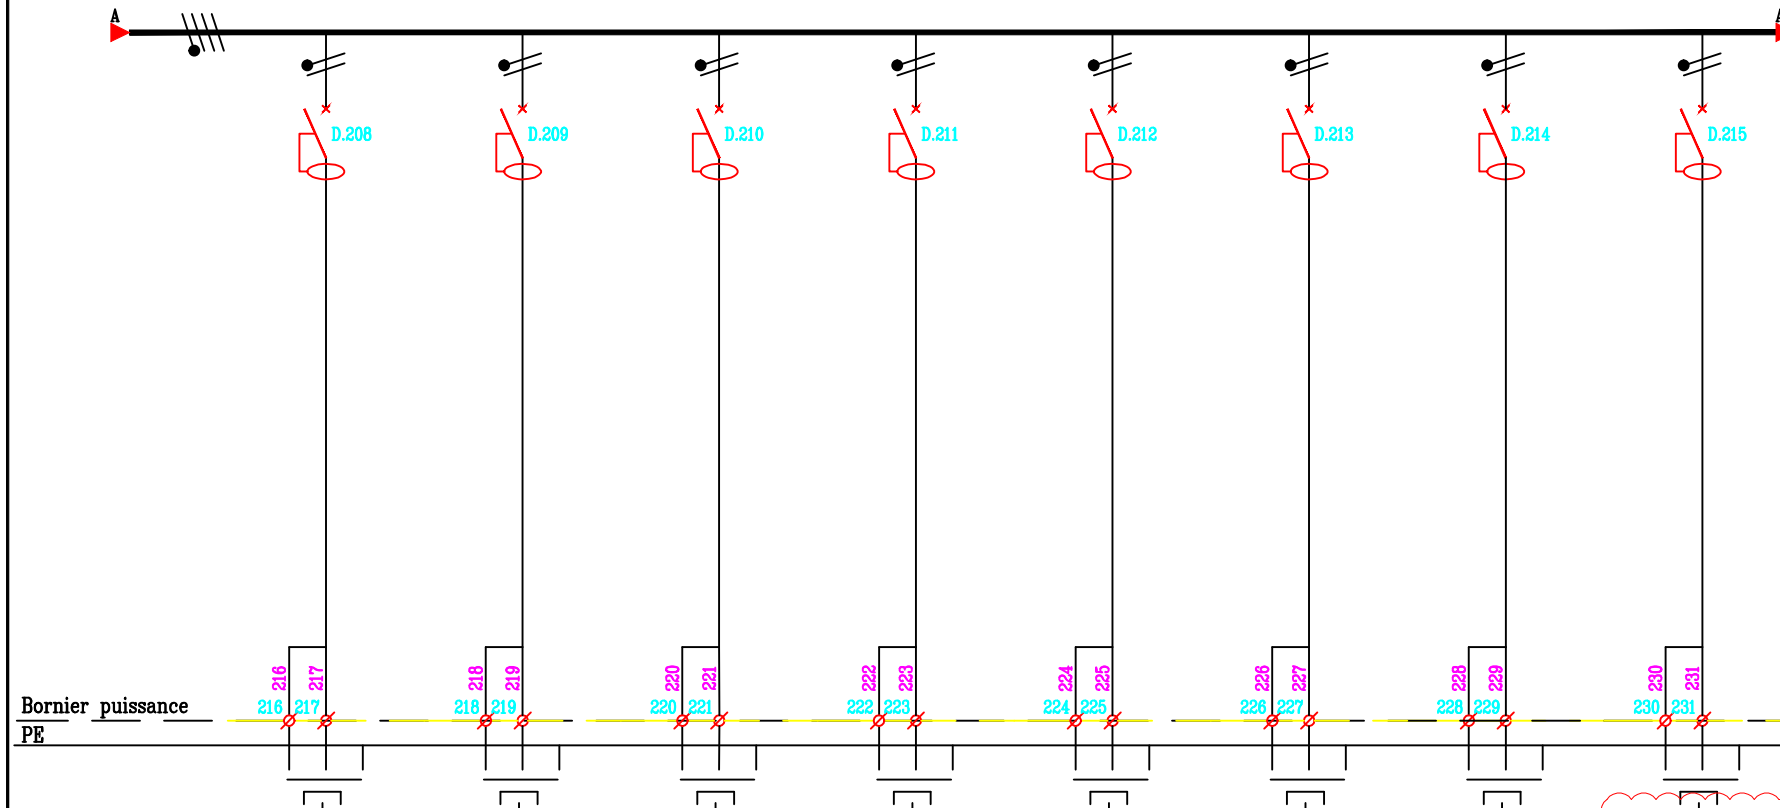 A A
D.208 D.209 D.210 D.211 D.212 D.213 D.214 D.215
216 217 218 219 220 221 222 223 224 225 226 227 228 229 230 231
Bornier puissance 216 217 218 219 220 221 222 223 224 225 226 227 228 229 230 231
PE